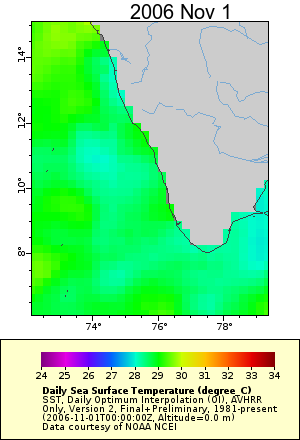 2006 Nov 1
14°
12°
10°
8°
74°
76°
78°
24 25 26 27 28 29 30 31 32 33 34
Daily Sea Surface Temperature (degree_C)
SST, Daily Optimum Interpolation (OI), AVHRR
Only, Version 2, Final+Preliminary, 1981-present
(2006-11-01T00:00:00Z, Altitude=0.0 m)
Data courtesy of NOAA NCEI